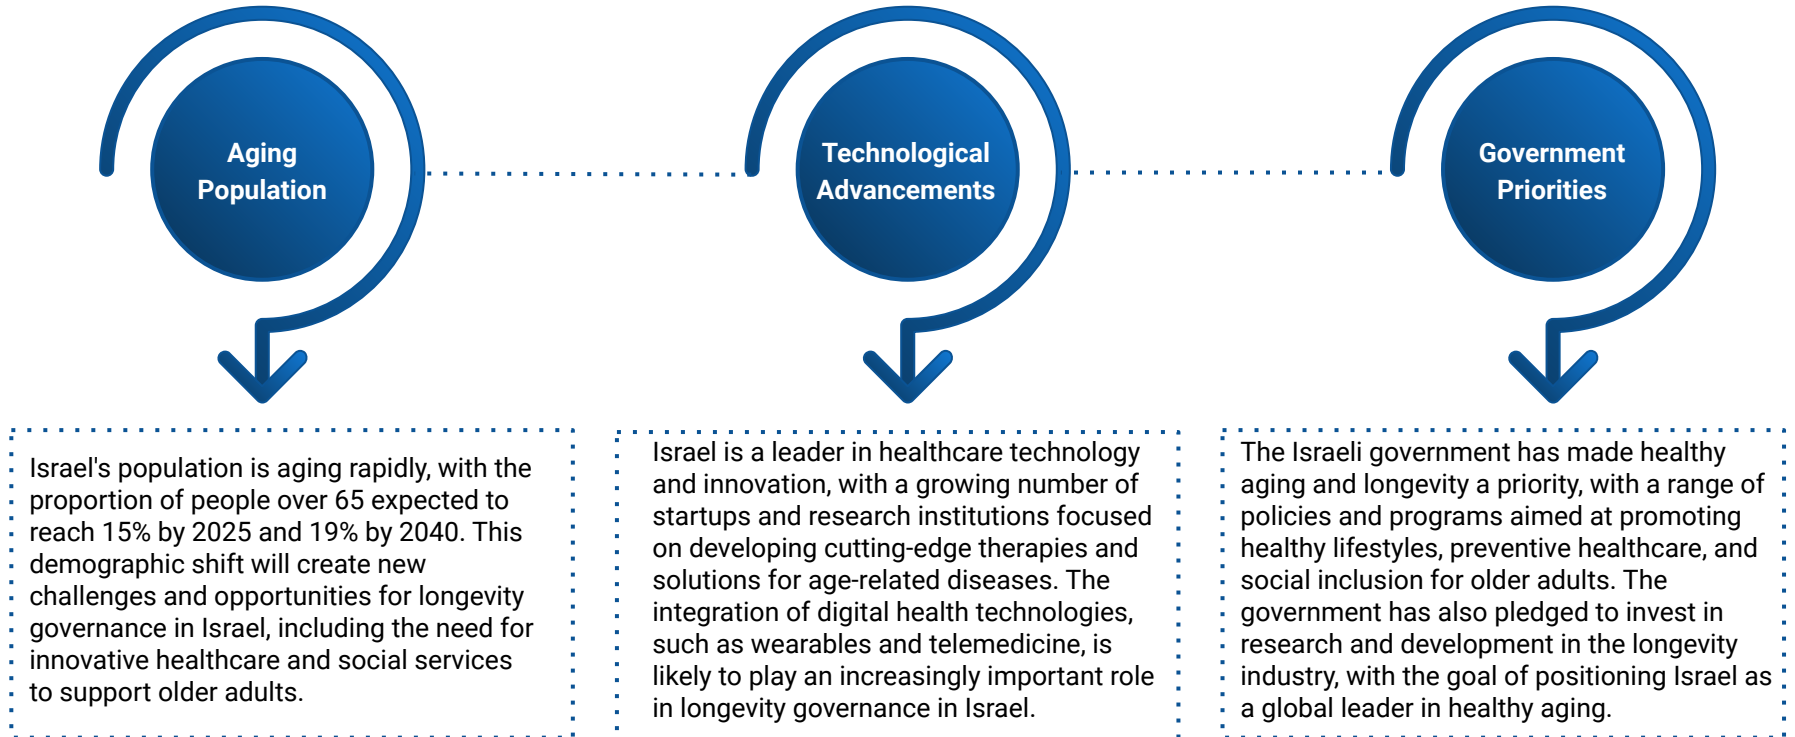 Aging
Population
Technological
Advancements
Government
Priorities
Israel's population is aging rapidly, with the
proportion of people over 65 expected to
reach 15% by 2025 and 19% by 2040. This
demographic shift will create new
challenges and opportunities for longevity
governance in Israel, including the need for
innovative healthcare and social services
to support older adults.
Israel is a leader in healthcare technology
and innovation, with a growing number of
startups and research institutions focused
on developing cutting-edge therapies and
solutions for age-related diseases. The
integration of digital health technologies,
such as wearables and telemedicine, is
likely to play an increasingly important role
in longevity governance in Israel.
The Israeli government has made healthy
aging and longevity a priority, with a range of
policies and programs aimed at promoting
healthy lifestyles, preventive healthcare, and
social inclusion for older adults. The
government has also pledged to invest in
research and development in the longevity
industry, with the goal of positioning Israel as
a global leader in healthy aging.